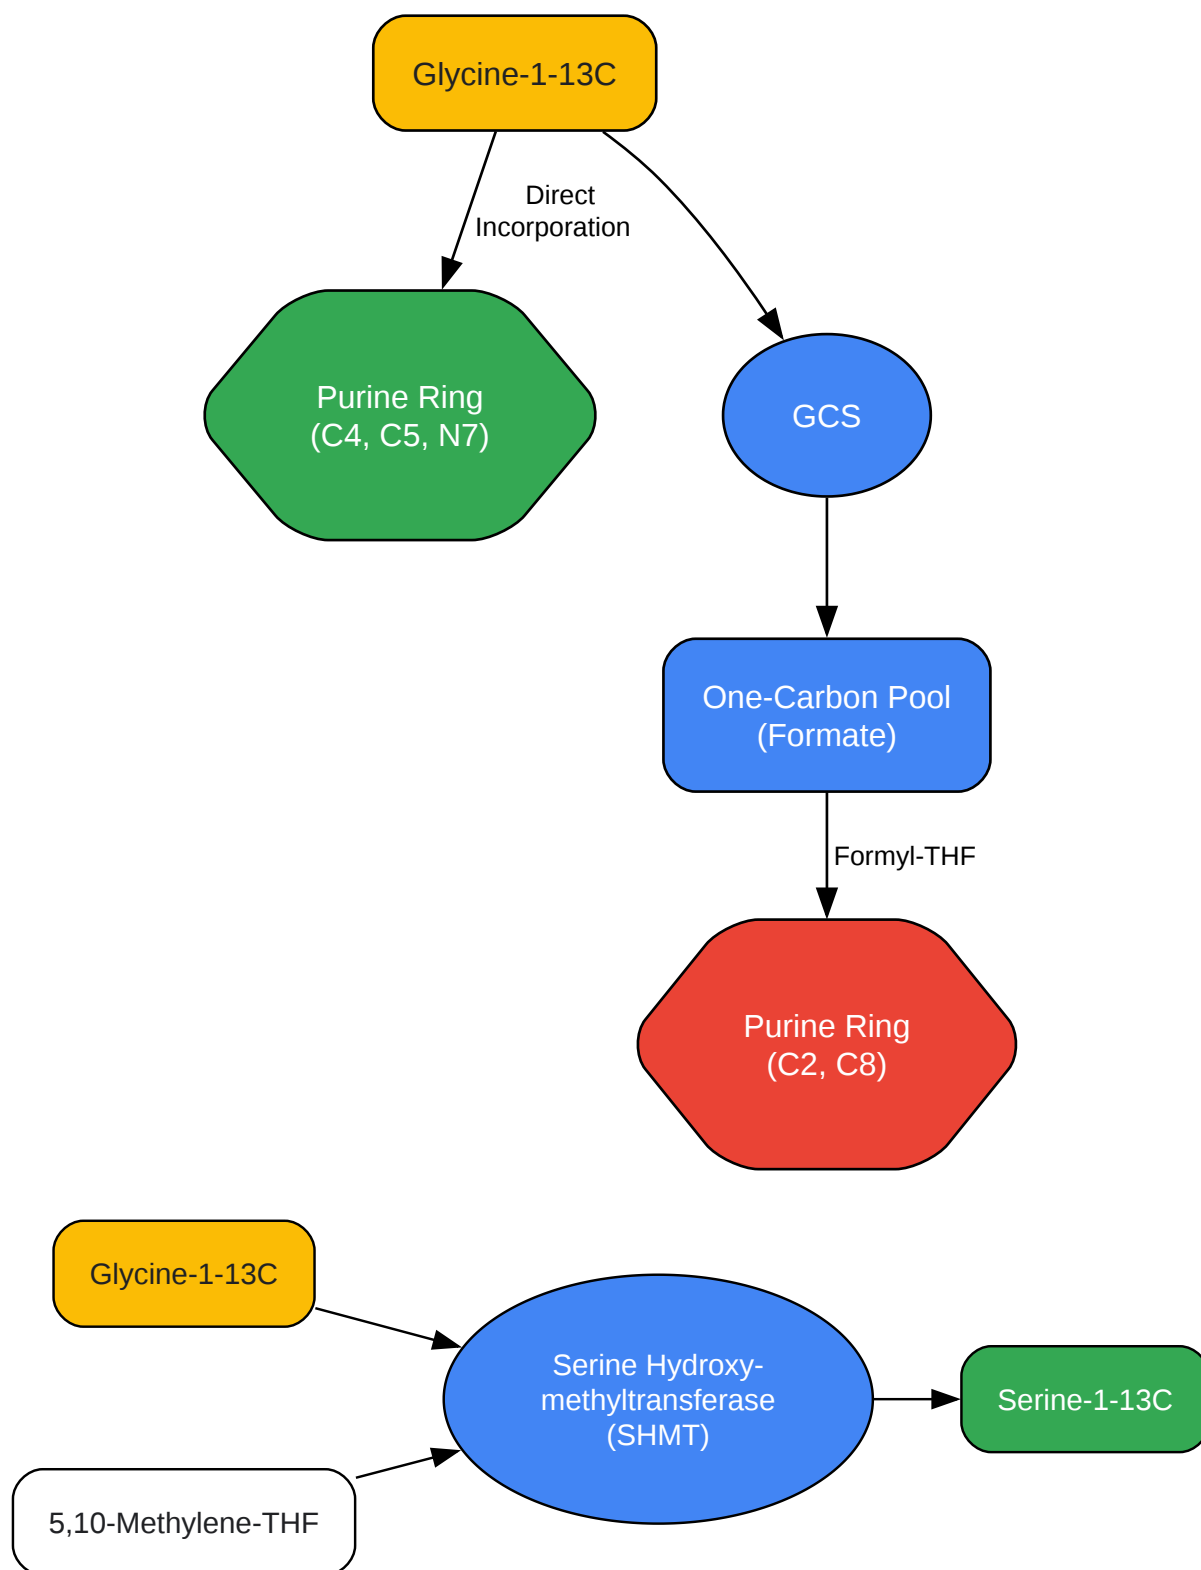 Glycine-1-13C
Direct
Incorporation
Purine Ring
(C4, C5, N7)
GCS
One-Carbon Pool
(Formate)
Formyl-THF
Purine Ring
(C2, C8)
Glycine-1-13C
Serine Hydroxy-
methyltransferase
(SHMT)
Serine-1-13C
5,10-Methylene-THF